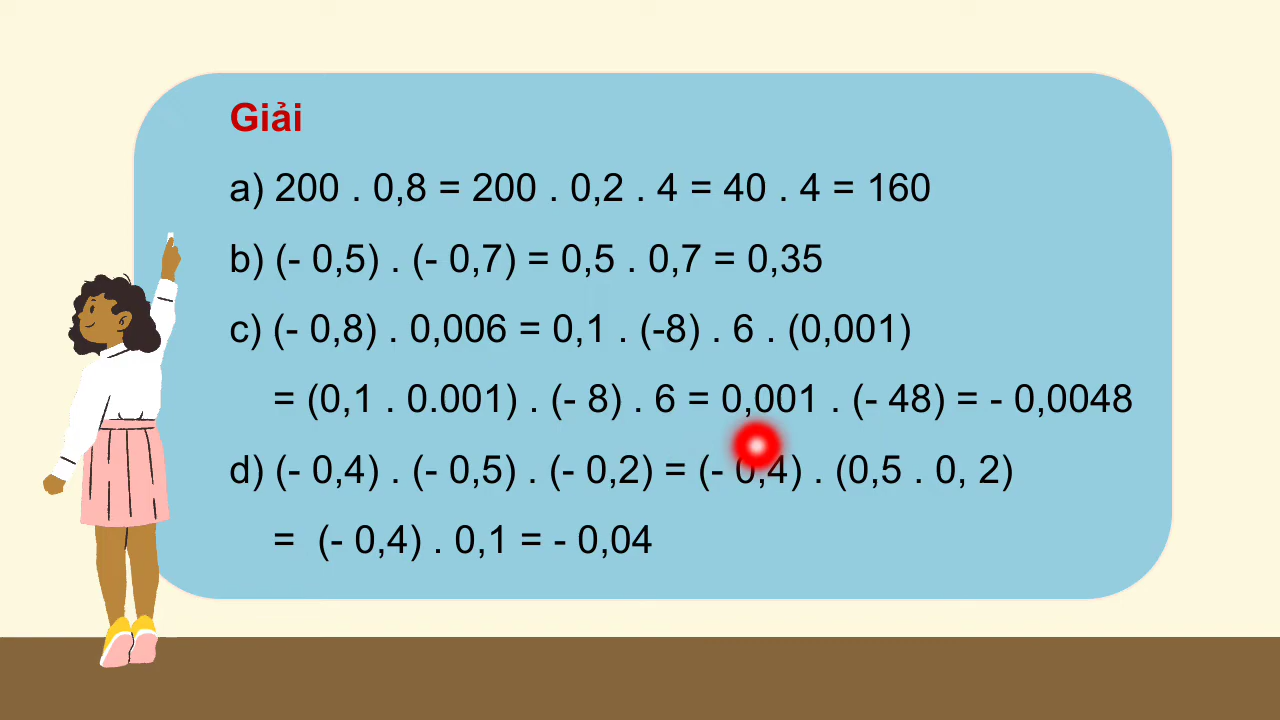 Giải
a) 200 . 0,8 = 200 . 0,2 . 4 = 40 . 4 = 160
b) (- 0,5) . (- 0,7) = 0,5 . 0,7 = 0,35
c) (- 0,8) . 0,006 = 0,1 . (-8) . 6 . (0,001)
= (0,1 . 0.001) . (- 8) . 6 = 0,001 . (- 48) = - 0,0048
d) (- 0,4) . (- 0,5) . (- 0,2) = (- 0,4) . (0,5 . 0, 2)
= (- 0,4) . 0,1 = - 0,04